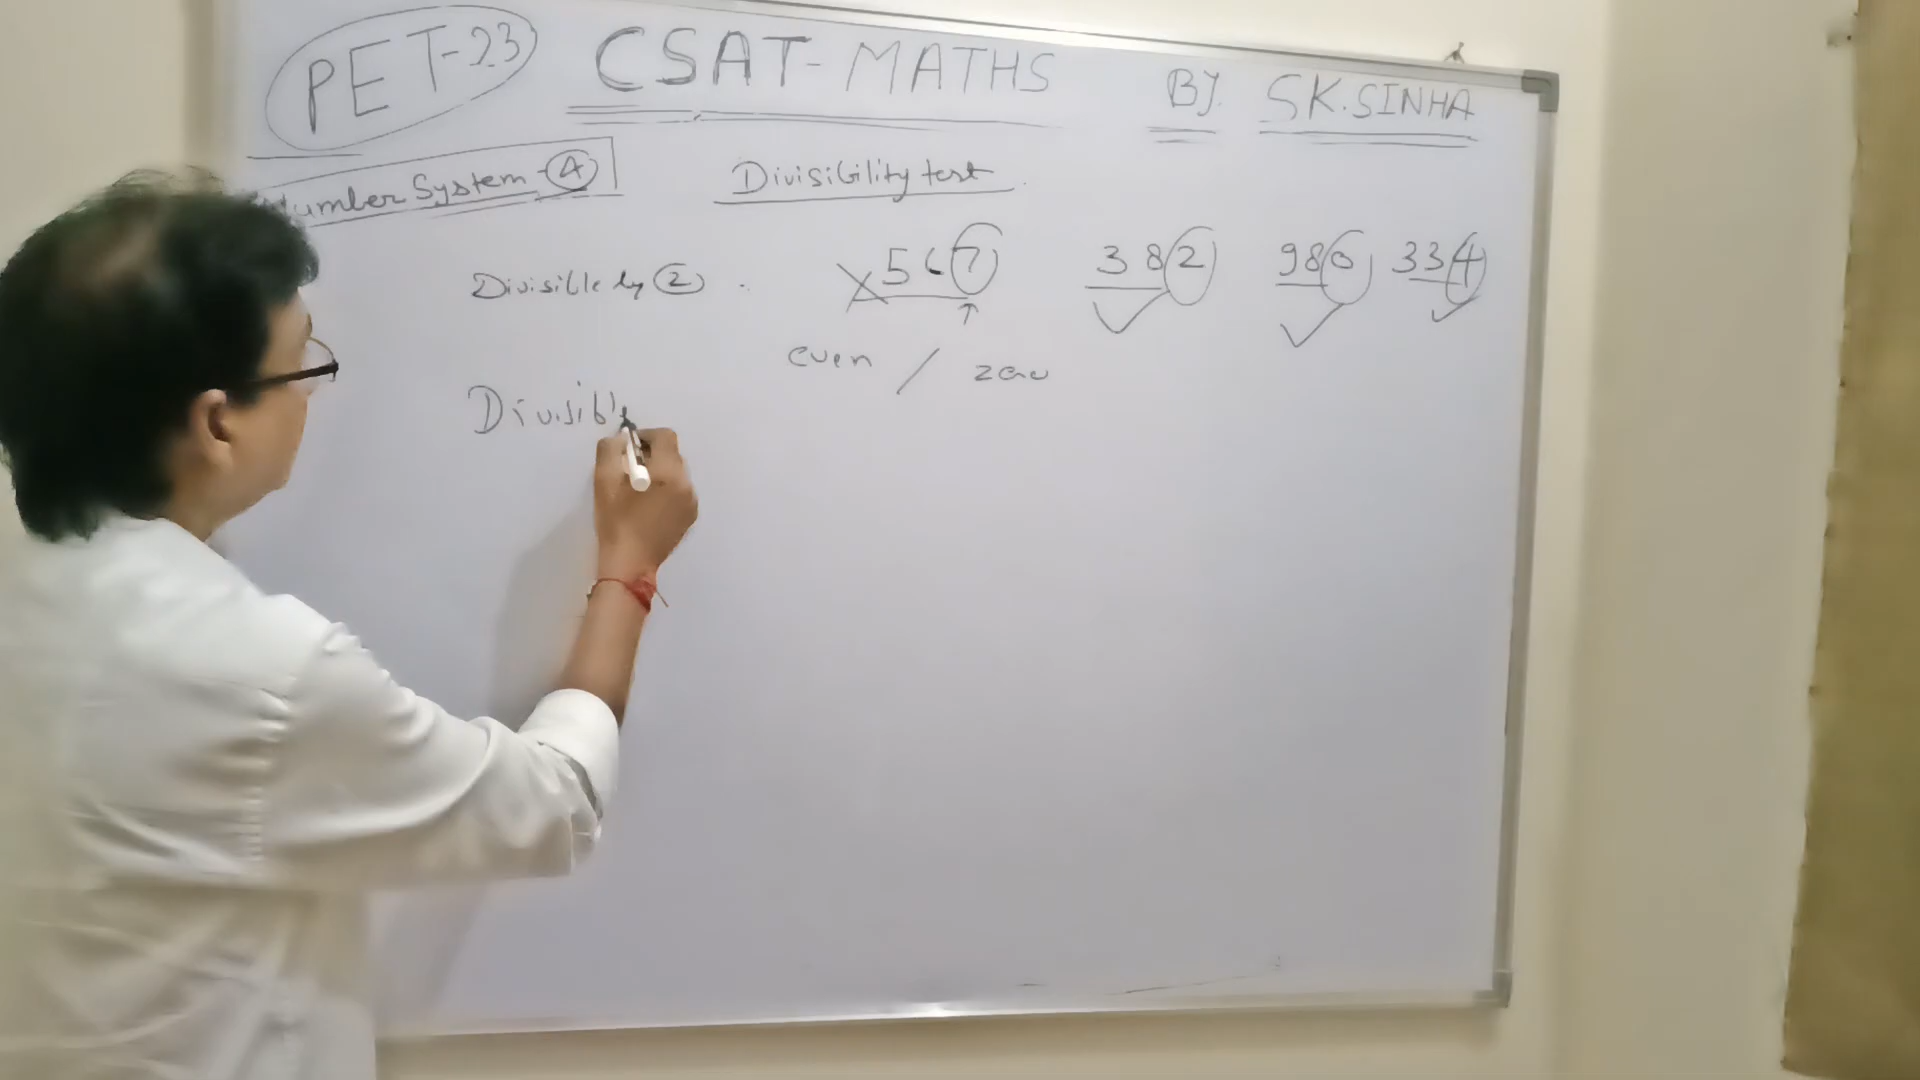 PET-23 CSAT-MATHS BY. SK.SINHA
Number System-4 Divisibility test
Divisible by 2 . 567 382 980 334
even / zero
Divisible